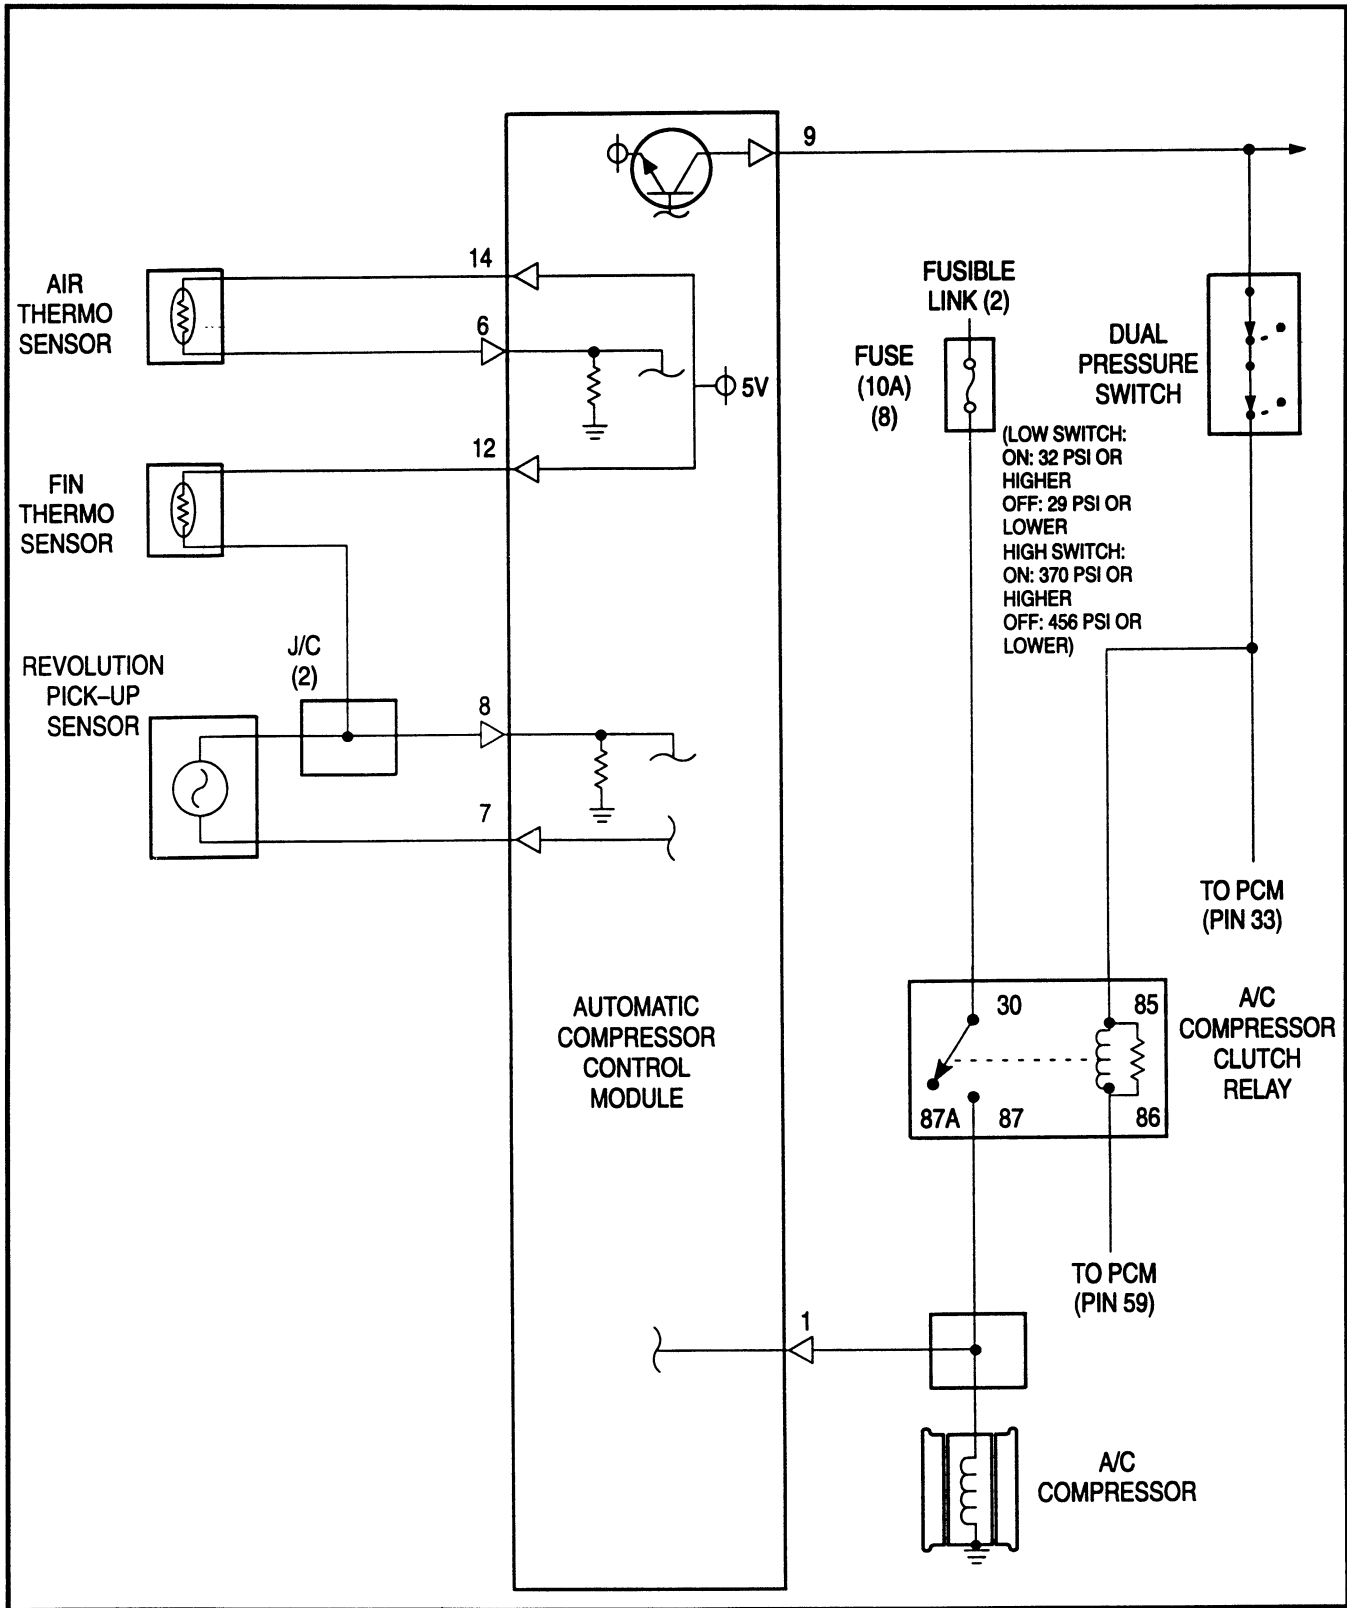 9
14
AIR
THERMO
SENSOR
6
5V
12
FIN
THERMO
SENSOR
FUSIBLE
LINK (2)
FUSE
(10A)
(8)
DUAL
PRESSURE
SWITCH
(LOW SWITCH:
ON: 32 PSI OR
HIGHER
OFF: 29 PSI OR
LOWER
HIGH SWITCH:
ON: 370 PSI OR
HIGHER
OFF: 456 PSI OR
LOWER)
J/C
(2)
REVOLUTION
PICK–UP
SENSOR
8
7
TO PCM
(PIN 33)
AUTOMATIC
COMPRESSOR
CONTROL
MODULE
30
85
87A
87
86
A/C
COMPRESSOR
CLUTCH
RELAY
TO PCM
(PIN 59)
1
A/C
COMPRESSOR